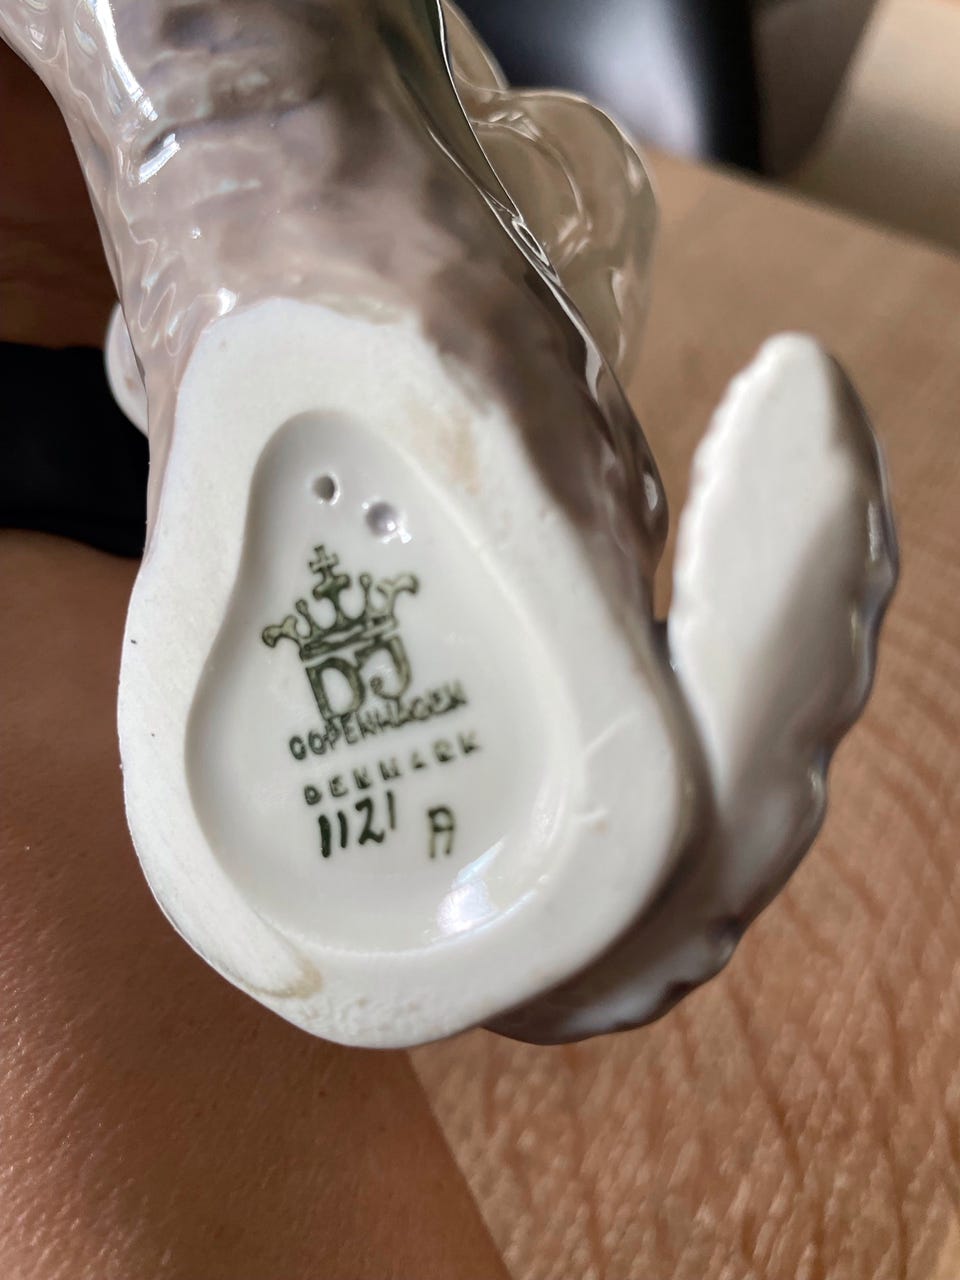 DJ
COPENHAGEN
DENMARK
1121 A